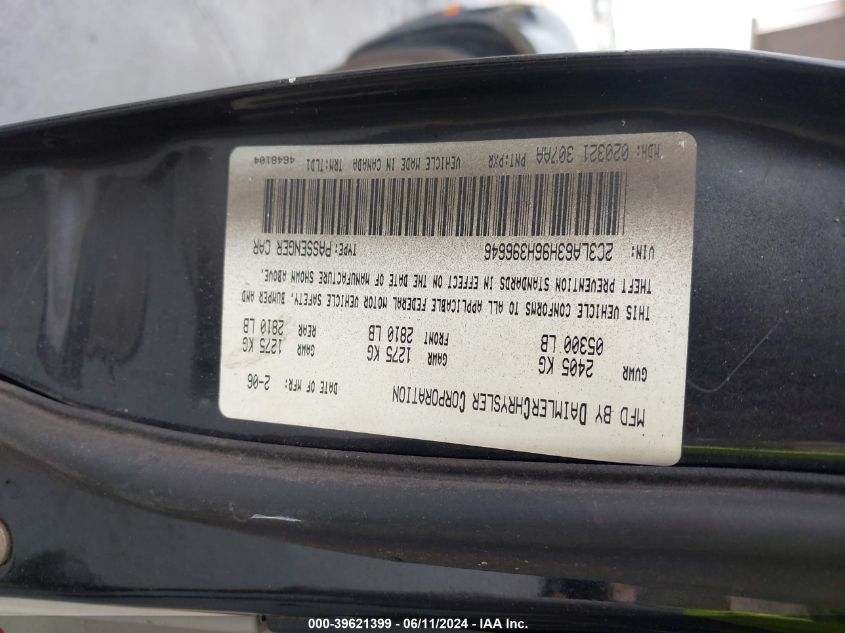 MFD BY DAIMLERCHRYSLER CORPORATION
DATE OF MFR: 2-06
GVWR
2405 KG
05300 LB
GAWR 1275 KG
FRONT 2810 LB
GAWR 1275 KG
REAR 2810 LB
THIS VEHICLE CONFORMS TO ALL APPLICABLE FEDERAL MOTOR VEHICLE SAFETY, BUMPER AND
THEFT PREVENTION STANDARDS IN EFFECT ON THE DATE OF MANUFACTURE SHOWN ABOVE.
VIN: 2C3LA63H96H396646 TYPE: PASSENGER CAR
MDH: 020321 307AA PNT:PXR VEHICLE MADE IN CANADA TRM:TLD1 4648104
000-39621399 - 06/11/2024 - IAA Inc.